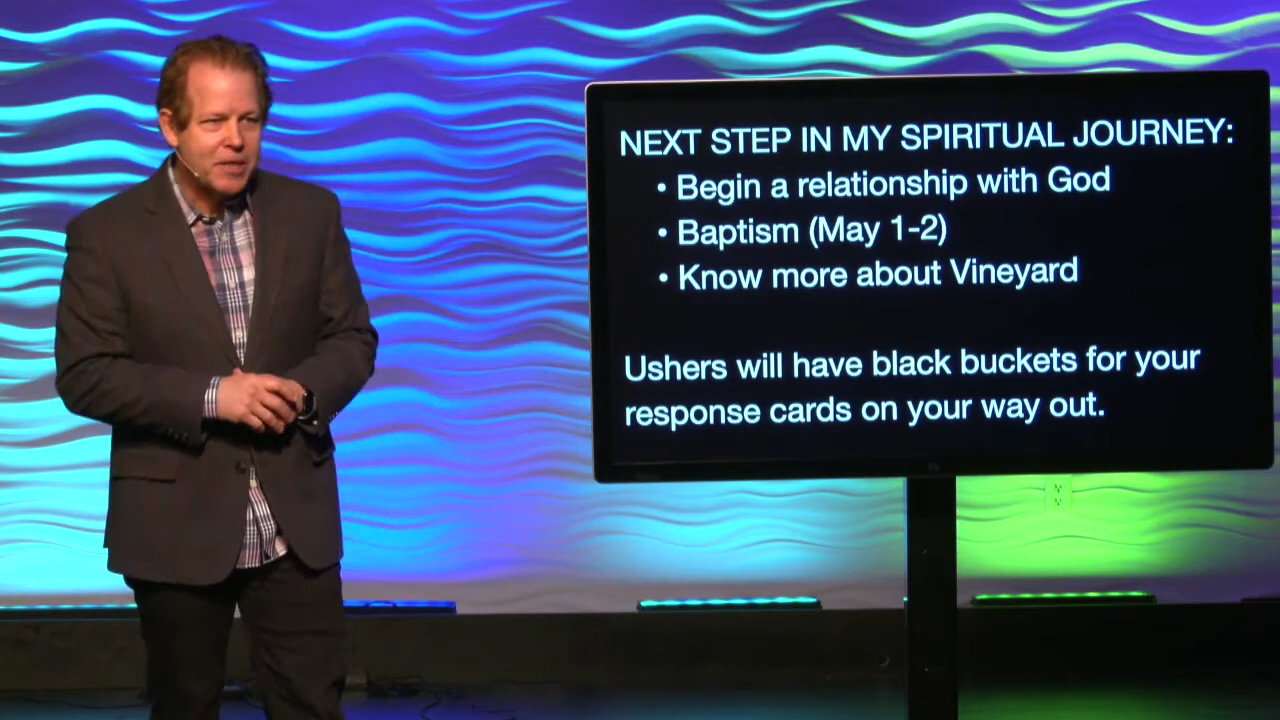 NEXT STEP IN MY SPIRITUAL JOURNEY:
• Begin a relationship with God
• Baptism (May 1-2)
• Know more about Vineyard
Ushers will have black buckets for your
response cards on your way out.